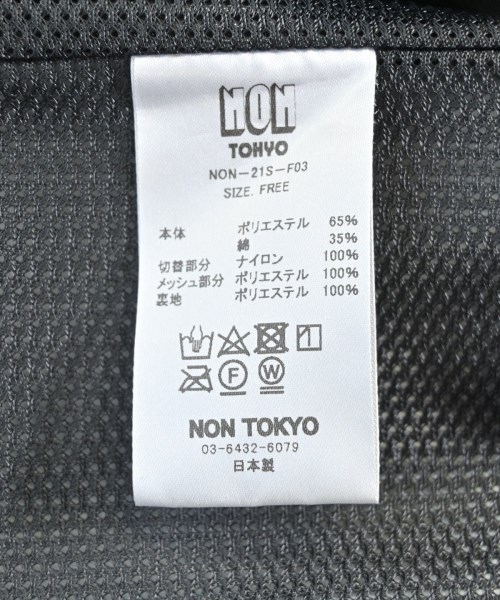 NON
TOKYO
NON-21S-F03
SIZE. FREE
本体 ポリエステル 65%
綿 35%
切替部分 ナイロン 100%
メッシュ部分 ポリエステル 100%
裏地 ポリエステル 100%
F W
NON TOKYO
03-6432-6079
日本製